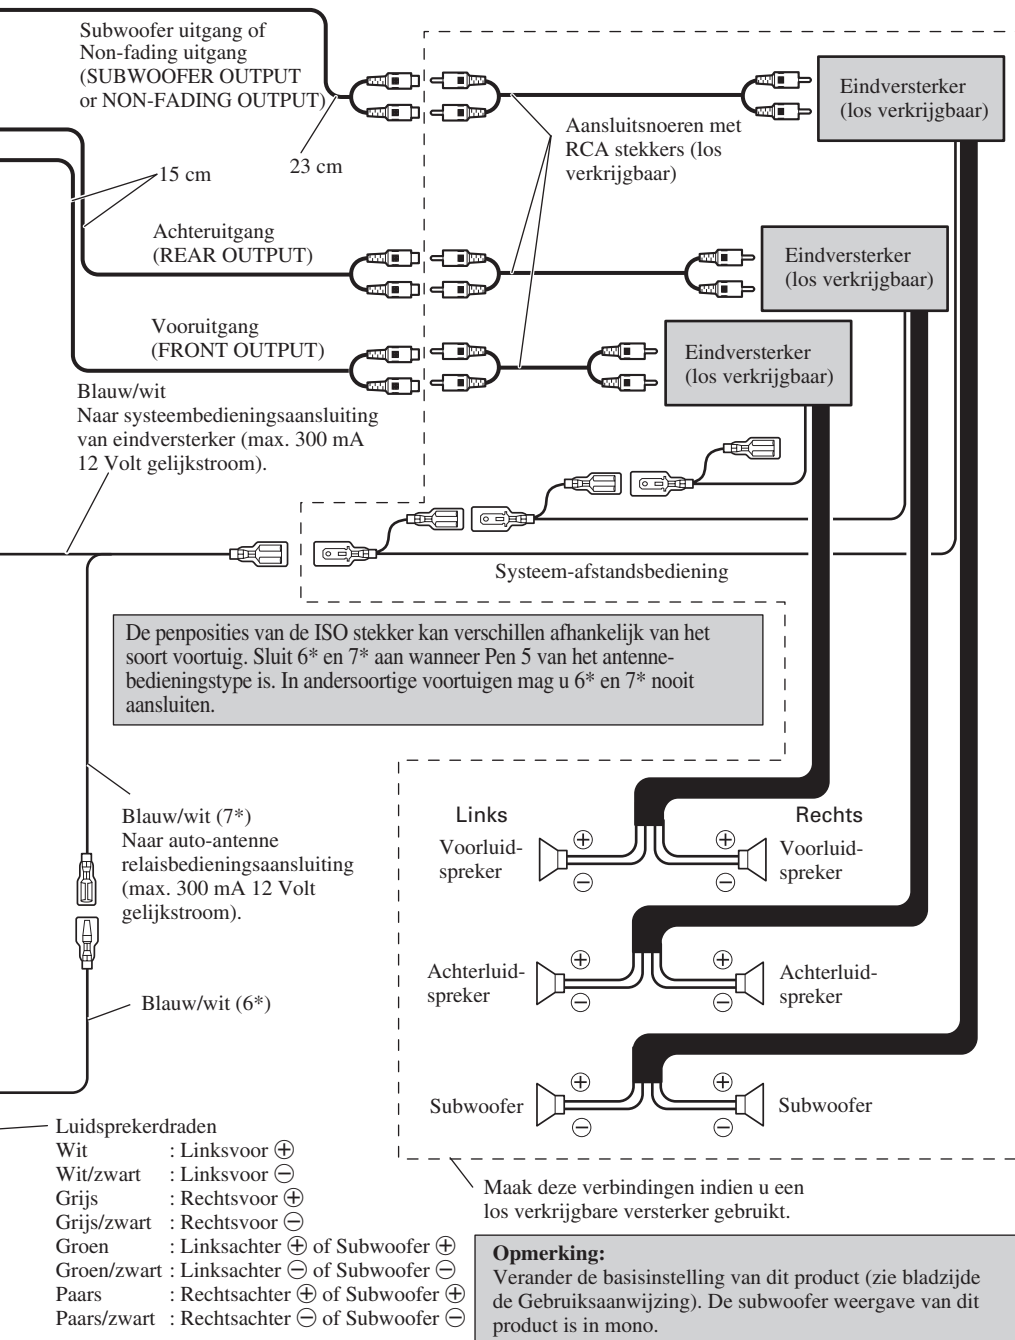 Subwoofer uitgang of
Non-fading uitgang
(SUBWOOFER OUTPUT
or NON-FADING OUTPUT)
23 cm
15 cm
Aansluitsnoeren met
RCA stekkers (los
verkrijgbaar)
Eindversterker
(los verkrijgbaar)
Achteruitgang
(REAR OUTPUT)
Eindversterker
(los verkrijgbaar)
Vooruitgang
(FRONT OUTPUT)
Eindversterker
(los verkrijgbaar)
Blauw/wit
Naar systeembedieningsaansluiting
van eindversterker (max. 300 mA
12 Volt gelijkstroom).
Systeem-afstandsbediening
De penposities van de ISO stekker kan verschillen afhankelijk van het
soort voortuig. Sluit 6* en 7* aan wanneer Pen 5 van het antenne-
bedieningstype is. In andersoortige voortuigen mag u 6* en 7* nooit
aansluiten.
Blauw/wit (7*)
Naar auto-antenne
relaisbedieningsaansluiting
(max. 300 mA 12 Volt
gelijkstroom).
Blauw/wit (6*)
Links
Rechts
Voorluid-
spreker
⊕
⊖
⊕
⊖
Voorluid-
spreker
Achterluid-
spreker
⊕
⊖
⊕
⊖
Achterluid-
spreker
Subwoofer
⊕
⊖
⊕
⊖
Subwoofer
Luidsprekerdraden
Wit : Linksvoor ⊕
Wit/zwart : Linksvoor ⊖
Grijs : Rechtsvoor ⊕
Grijs/zwart : Rechtsvoor ⊖
Groen : Linksachter ⊕ of Subwoofer ⊕
Groen/zwart : Linksachter ⊖ of Subwoofer ⊖
Paars : Rechtsachter ⊕ of Subwoofer ⊕
Paars/zwart : Rechtsachter ⊖ of Subwoofer ⊖
Maak deze verbindingen indien u een
los verkrijgbare versterker gebruikt.
Opmerking:
Verander de basisinstelling van dit product (zie bladzijde
de Gebruiksaanwijzing). De subwoofer weergave van dit
product is in mono.